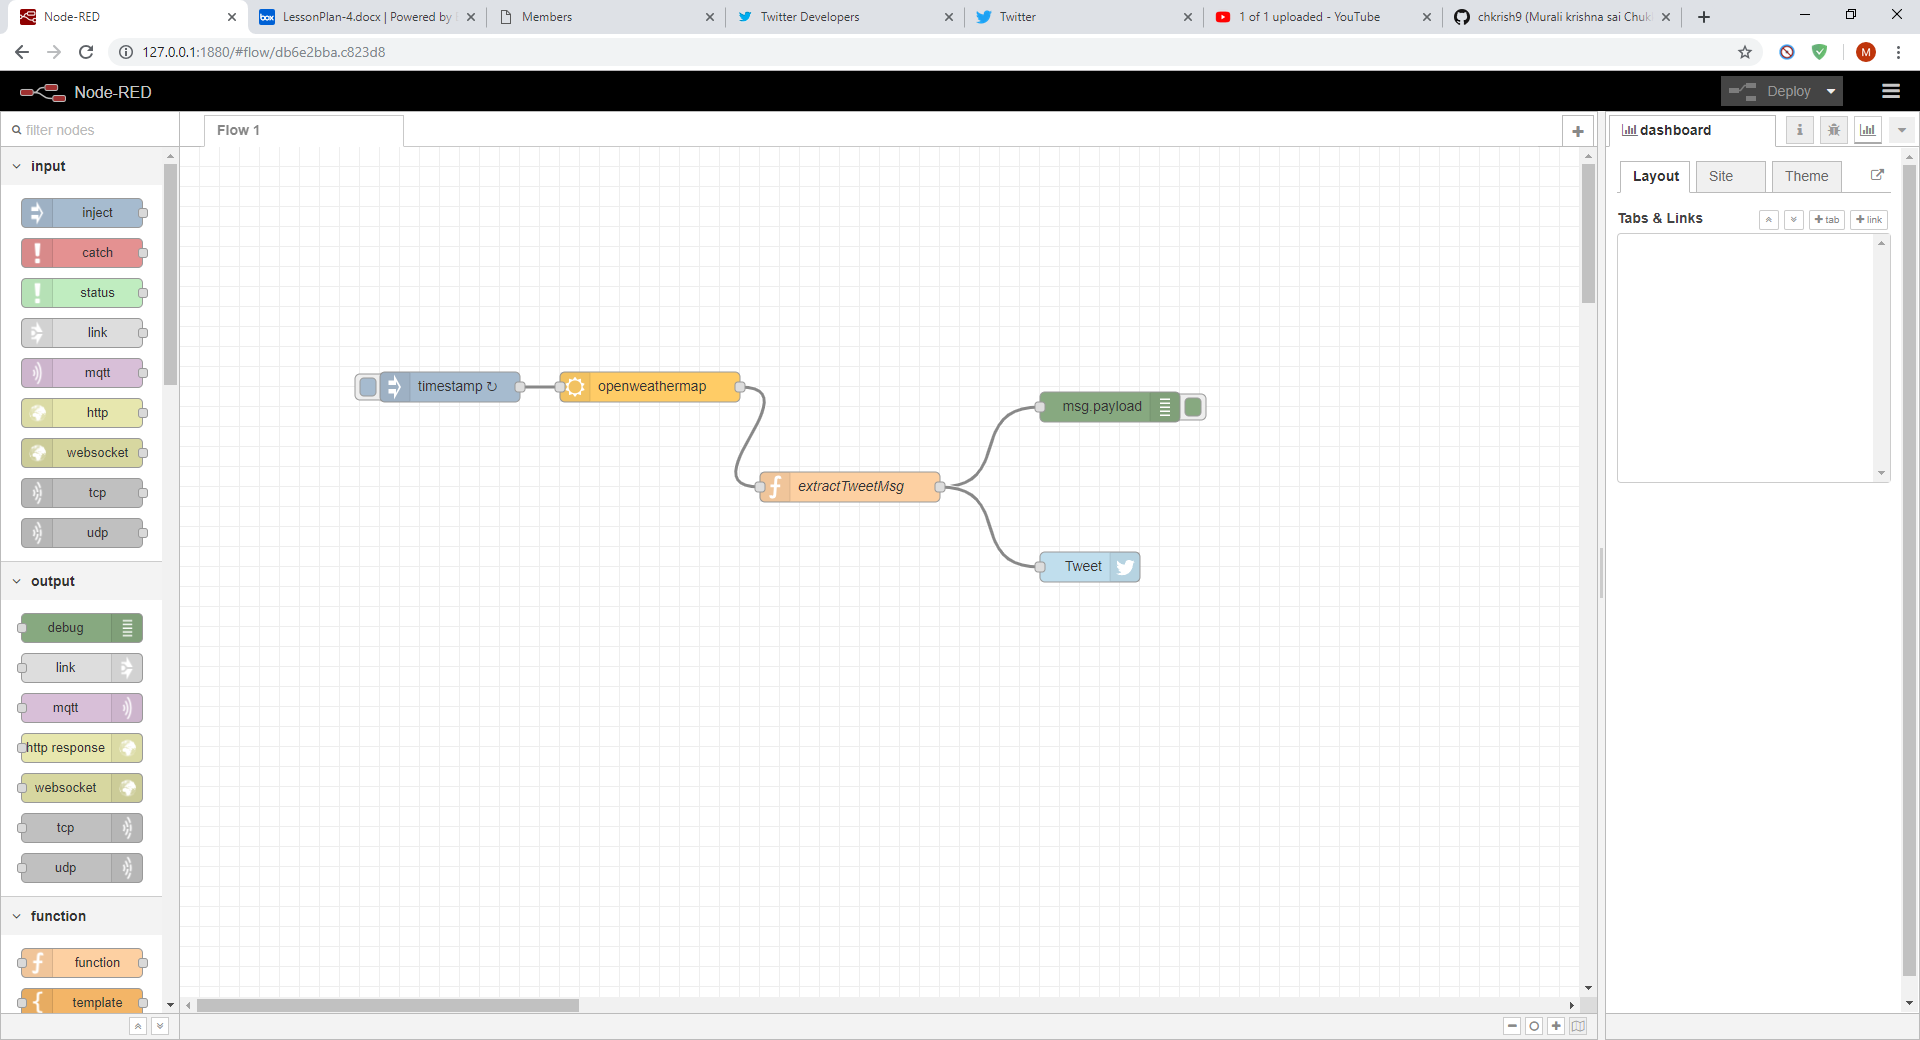 Node-RED
LessonPlan-4.docx | Powered by
Members
Twitter Developers
Twitter
1 of 1 uploaded - YouTube
chkrish9 (Murali krishna sai Chuk
127.0.0.1:1880/#flow/db6e2bba.c823d8
M
Node-RED
Deploy
filter nodes
Flow 1
dashboard
input
inject
catch
status
link
mqtt
http
websocket
tcp
udp
output
debug
link
mqtt
http response
websocket
tcp
udp
function
function
template
timestamp ↻
openweathermap
extractTweetMsg
msg.payload
Tweet
Layout
Site
Theme
Tabs & Links
+ tab
+ link